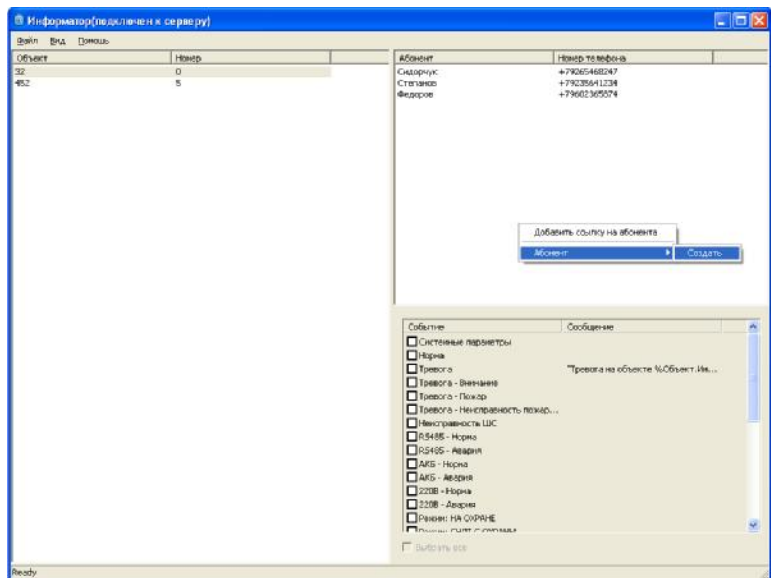 Информатор(подключен к серверу)
Файл Вид Помощь
Объект Номер
32 0
482 5
Абонент Номер телефона
Сидорчук +79265468247
Степанов +79235641234
Федоров +79602365874
Добавить ссылку на абонента
Абонент Создать
Событие Сообщение
Системные параметры
Норма
Тревога "Тревога на объекте %Объект.Им...
Тревога - Внимание
Тревога - Пожар
Тревога - Неисправность пожар...
Неисправность ШС
RS485 - Норма
RS485 - Авария
АКБ - Норма
АКБ - Авария
220В - Норма
220В - Авария
Режим: НА ОХРАНЕ
Выбрать все
Ready